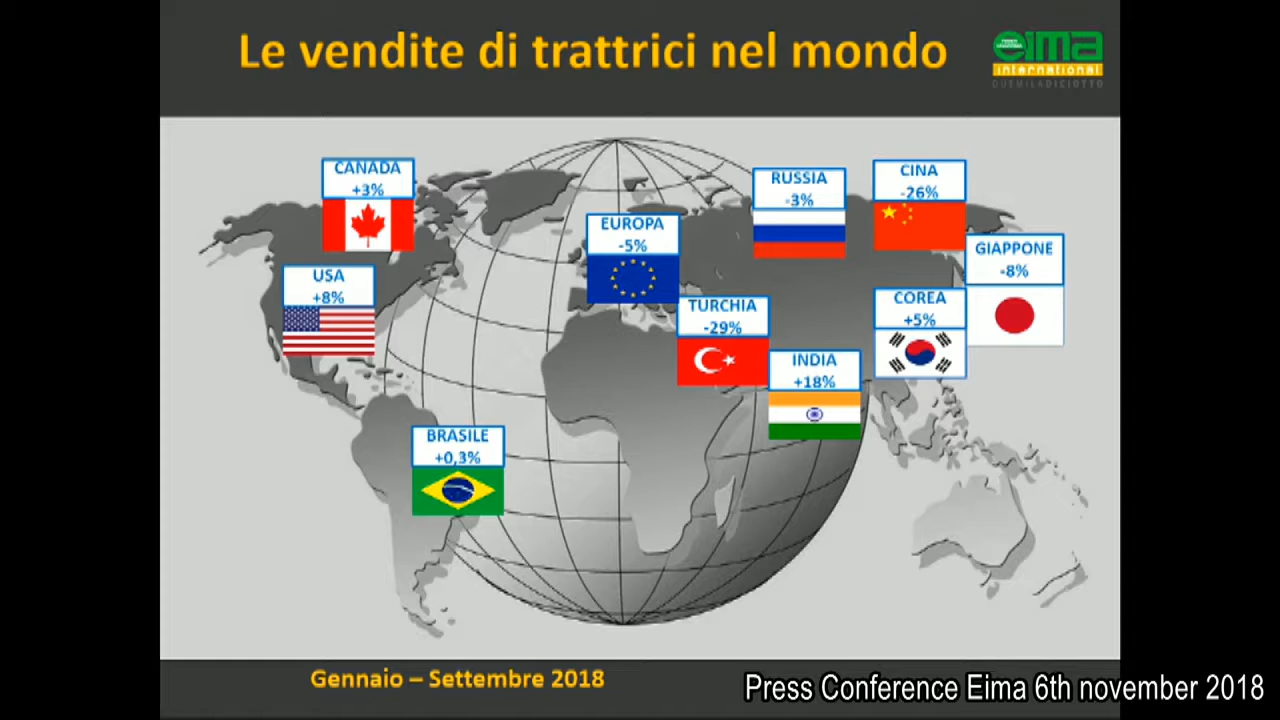 Le vendite di trattrici nel mondo
eima
international
DUEMILADICIOTTO
CANADA
+3%
RUSSIA
-3%
CINA
-26%
EUROPA
-5%
GIAPPONE
-8%
USA
+8%
TURCHIA
-29%
COREA
+5%
INDIA
+18%
BRASILE
+0,3%
Gennaio – Settembre 2018
Press Conference Eima 6th november 2018